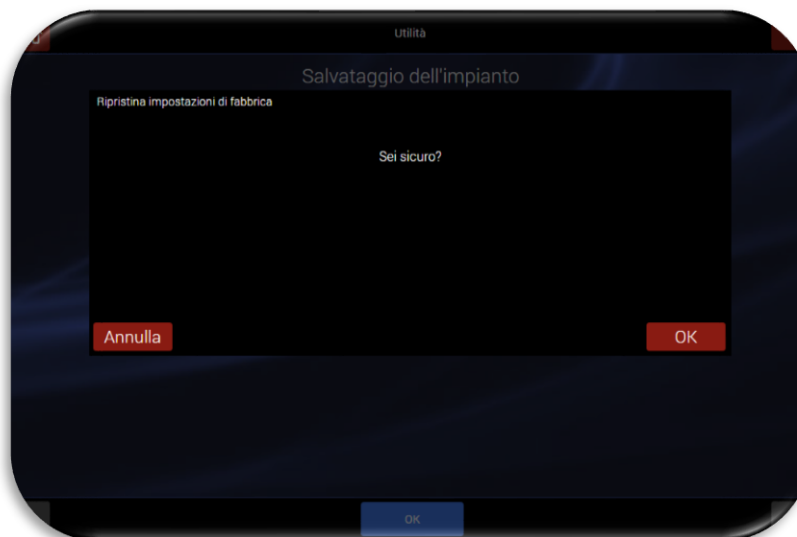 Utilità
Salvataggio dell'impianto
Ripristina impostazioni di fabbrica
Sei sicuro?
Annulla
OK
OK